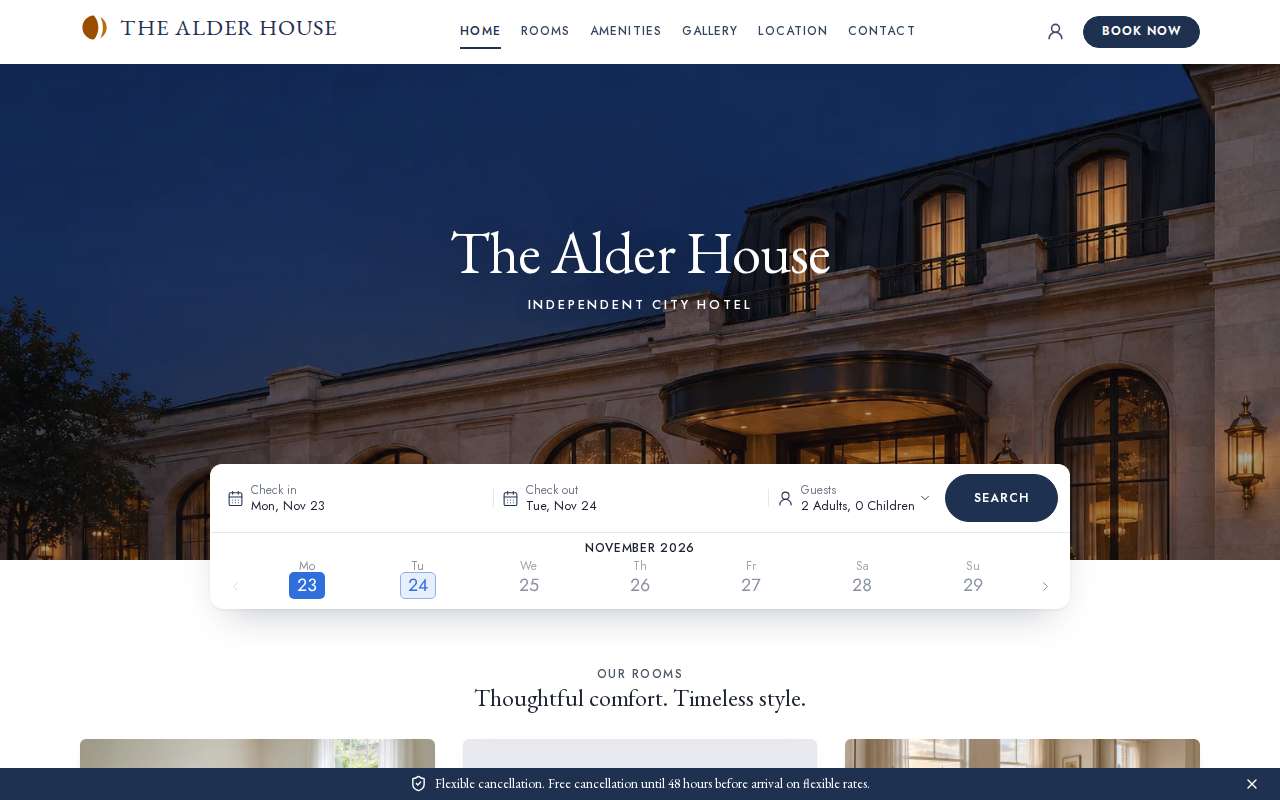 THE ALDER HOUSE
HOME ROOMS AMENITIES GALLERY LOCATION CONTACT
BOOK NOW
The Alder House
INDEPENDENT CITY HOTEL
Check in
Mon, Nov 23
Check out
Tue, Nov 24
Guests
2 Adults, 0 Children
SEARCH
NOVEMBER 2026
Mo Tu We Th Fr Sa Su
23 24 25 26 27 28 29
OUR ROOMS
Thoughtful comfort. Timeless style.
Flexible cancellation. Free cancellation until 48 hours before arrival on flexible rates.